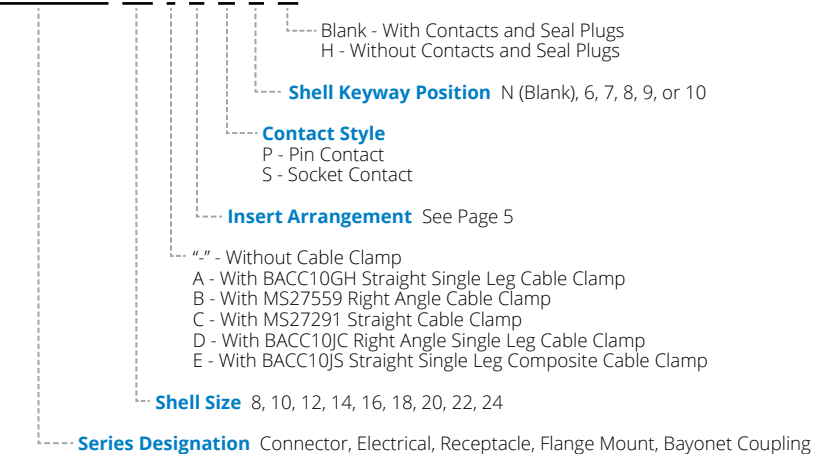 Blank - With Contacts and Seal Plugs
H - Without Contacts and Seal Plugs
Shell Keyway Position N (Blank), 6, 7, 8, 9, or 10
Contact Style
P - Pin Contact
S - Socket Contact
Insert Arrangement See Page 5
“-” - Without Cable Clamp
A - With BACC10GH Straight Single Leg Cable Clamp
B - With MS27559 Right Angle Cable Clamp
C - With MS27291 Straight Cable Clamp
D - With BACC10JC Right Angle Single Leg Cable Clamp
E - With BACC10JS Straight Single Leg Composite Cable Clamp
Shell Size 8, 10, 12, 14, 16, 18, 20, 22, 24
Series Designation Connector, Electrical, Receptacle, Flange Mount, Bayonet Coupling